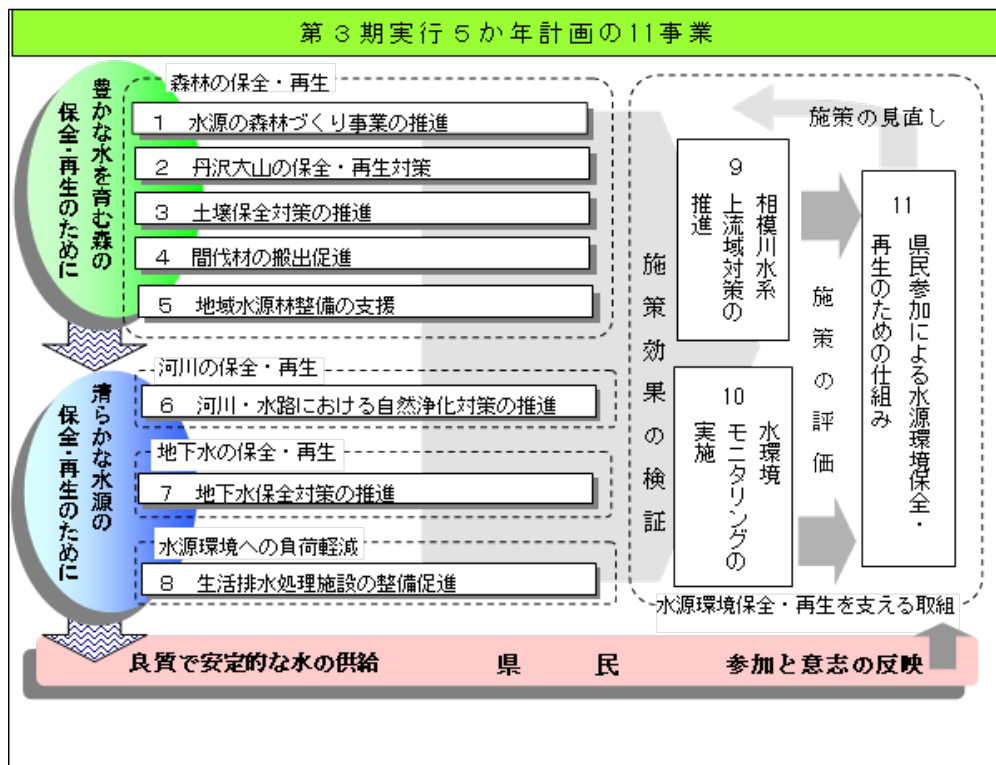 第３期実行５か年計画の11事業
豊かな水を育む森の
保全・再生のために
森林の保全・再生
1 水源の森林づくり事業の推進
2 丹沢大山の保全・再生対策
3 土壌保全対策の推進
4 間伐材の搬出促進
5 地域水源林整備の支援
清らかな水源の
保全・再生のために
河川の保全・再生
6 河川・水路における自然浄化対策の推進
地下水の保全・再生
7 地下水保全対策の推進
水源環境への負荷軽減
8 生活排水処理施設の整備促進
施策効果の検証
9
相模川水系
上流域対策の
推進
10
水環境
モニタリングの
実施
施策の評価
施策の見直し
11
県民参加による水源環境保全・
再生のための仕組み
水源環境保全・再生を支える取組
良質で安定的な水の供給 県 民 参加と意志の反映